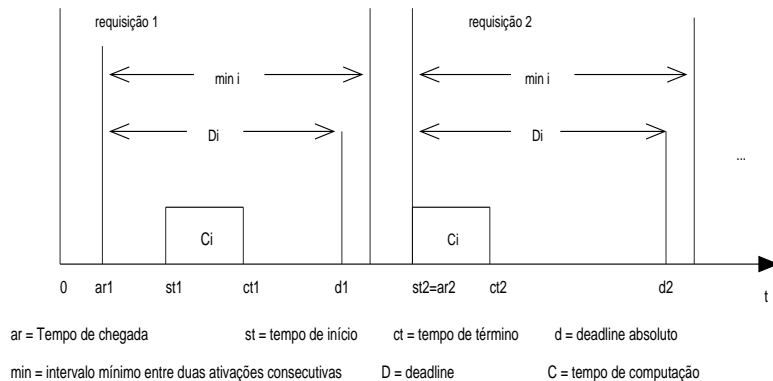 requisição 1
requisição 2
min i
min i
Di
Di
...
Ci
Ci
0 ar1 st1 ct1 d1 st2=ar2 ct2 d2 t
ar = Tempo de chegada st = tempo de início ct = tempo de término d = deadline absoluto
min = intervalo mínimo entre duas ativações consecutivas D = deadline C = tempo de computação